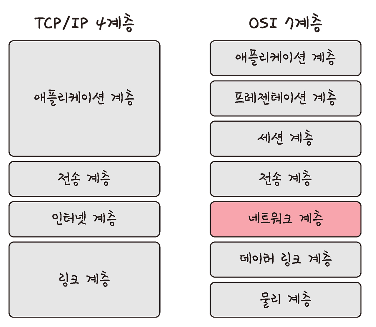 TCP/IP 4계층
애플리케이션 계층
전송 계층
인터넷 계층
링크 계층
OSI 7계층
애플리케이션 계층
프레젠테이션 계층
세션 계층
전송 계층
네트워크 계층
데이터 링크 계층
물리 계층